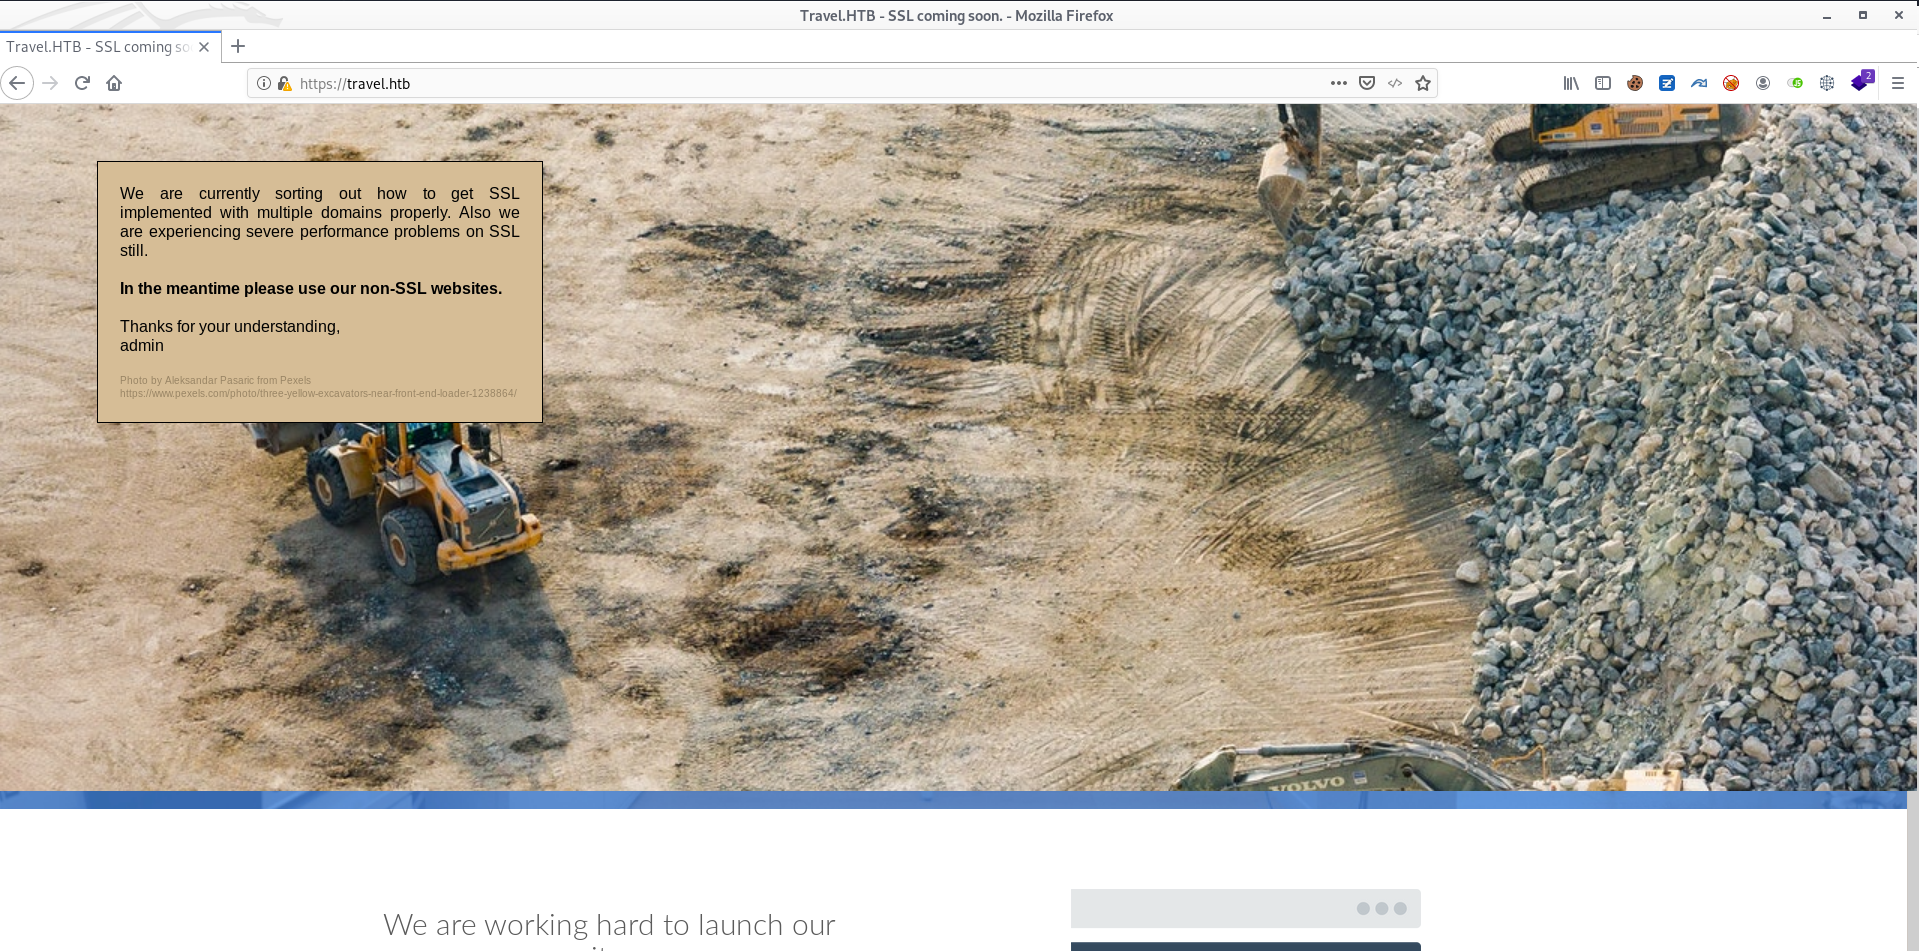 Travel.HTB - SSL coming soon. - Mozilla Firefox
Travel.HTB - SSL coming so
https://travel.htb
2
We are currently sorting out how to get SSL
implemented with multiple domains properly. Also we
are experiencing severe performance problems on SSL
still.
In the meantime please use our non-SSL websites.
Thanks for your understanding,
admin
Photo by Aleksandar Pasaric from Pexels
https://www.pexels.com/photo/three-yellow-excavators-near-front-end-loader-1238864/
VOLVO
We are working hard to launch our